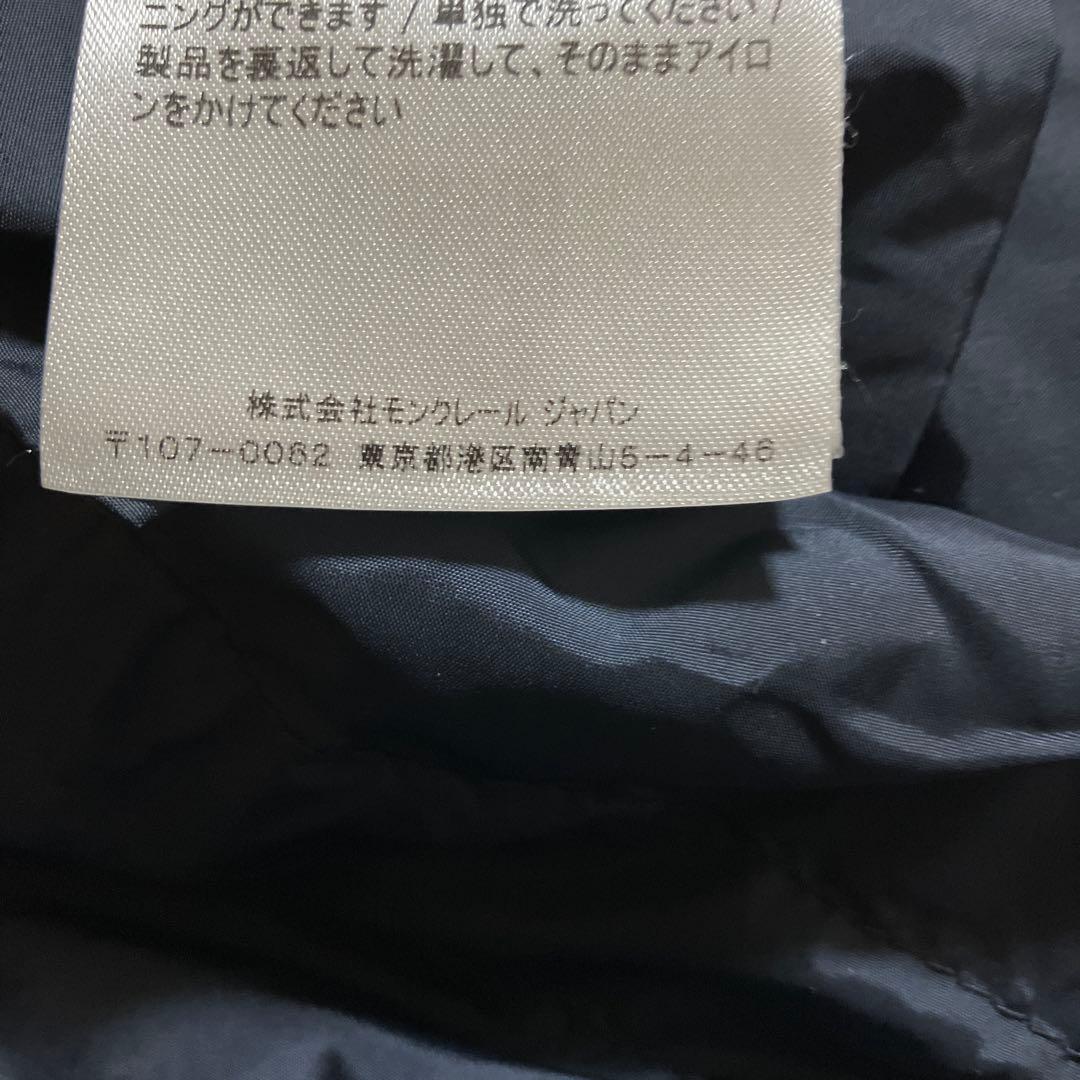 ニングができます / 単独で洗ってください /
製品を裏返して洗濯して、そのままアイロ
ンをかけてください
株式会社モンクレール ジャパン
〒107-0062 東京都港区南青山5-4-46